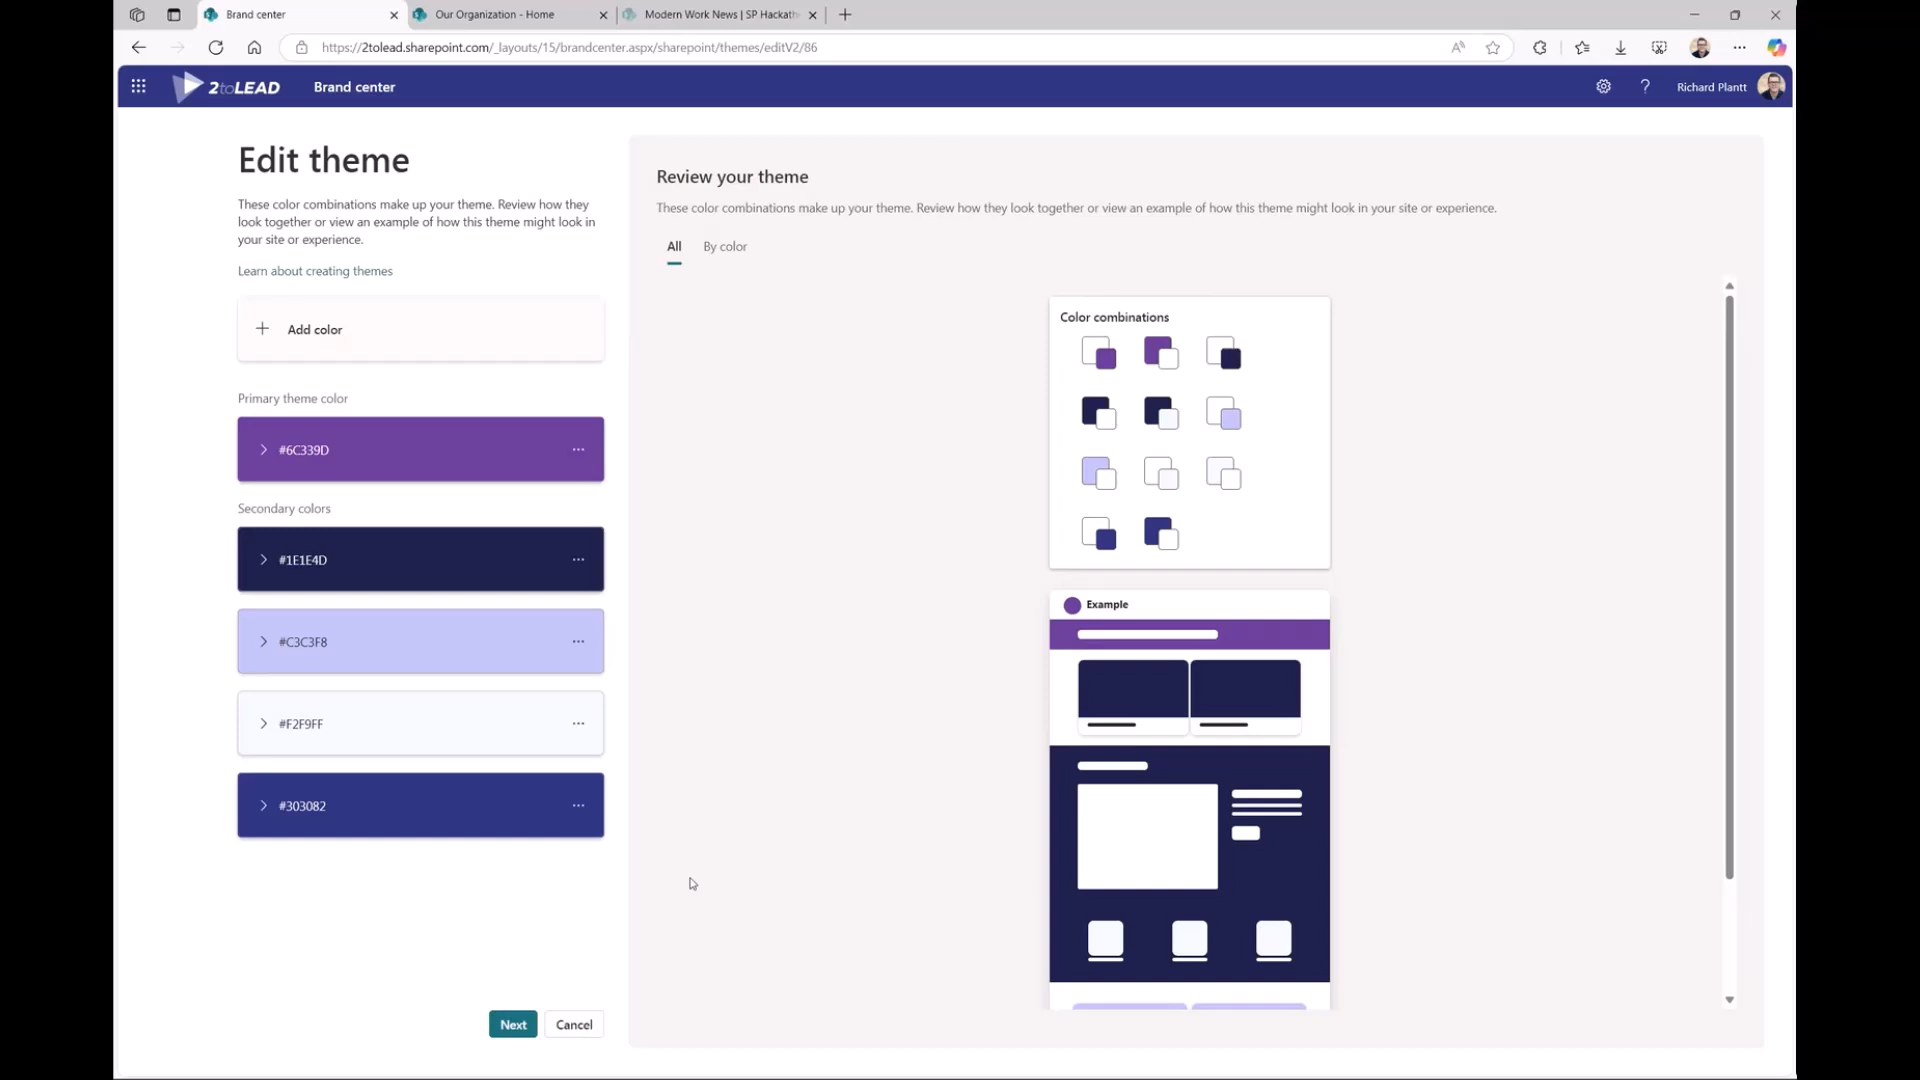 Brand center
Our Organization - Home
Modern Work News | SP Hackath
https://2tolead.sharepoint.com/_layouts/15/brandcenter.aspx/sharepoint/themes/editV2/86
2toLEAD
Brand center
Richard Plantt
Edit theme
These color combinations make up your theme. Review how they
look together or view an example of how this theme might look in
your site or experience.
Learn about creating themes
Add color
Primary theme color
#6C339D
Secondary colors
#1E1E4D
#C3C3F8
#F2F9FF
#303082
Next
Cancel
Review your theme
These color combinations make up your theme. Review how they look together or view an example of how this theme might look in your site or experience.
All
By color
Color combinations
Example